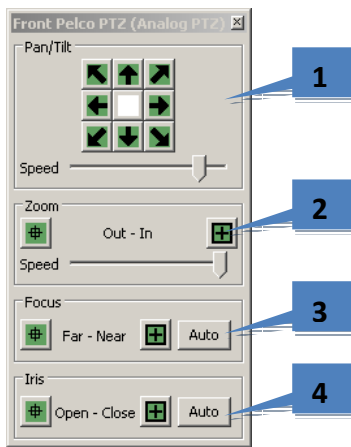 Front Pelco PTZ (Analog PTZ)
Pan/Tilt
1
Speed
Zoom
2
Out - In
Speed
Focus
3
Far - Near
Auto
Iris
4
Open - Close
Auto